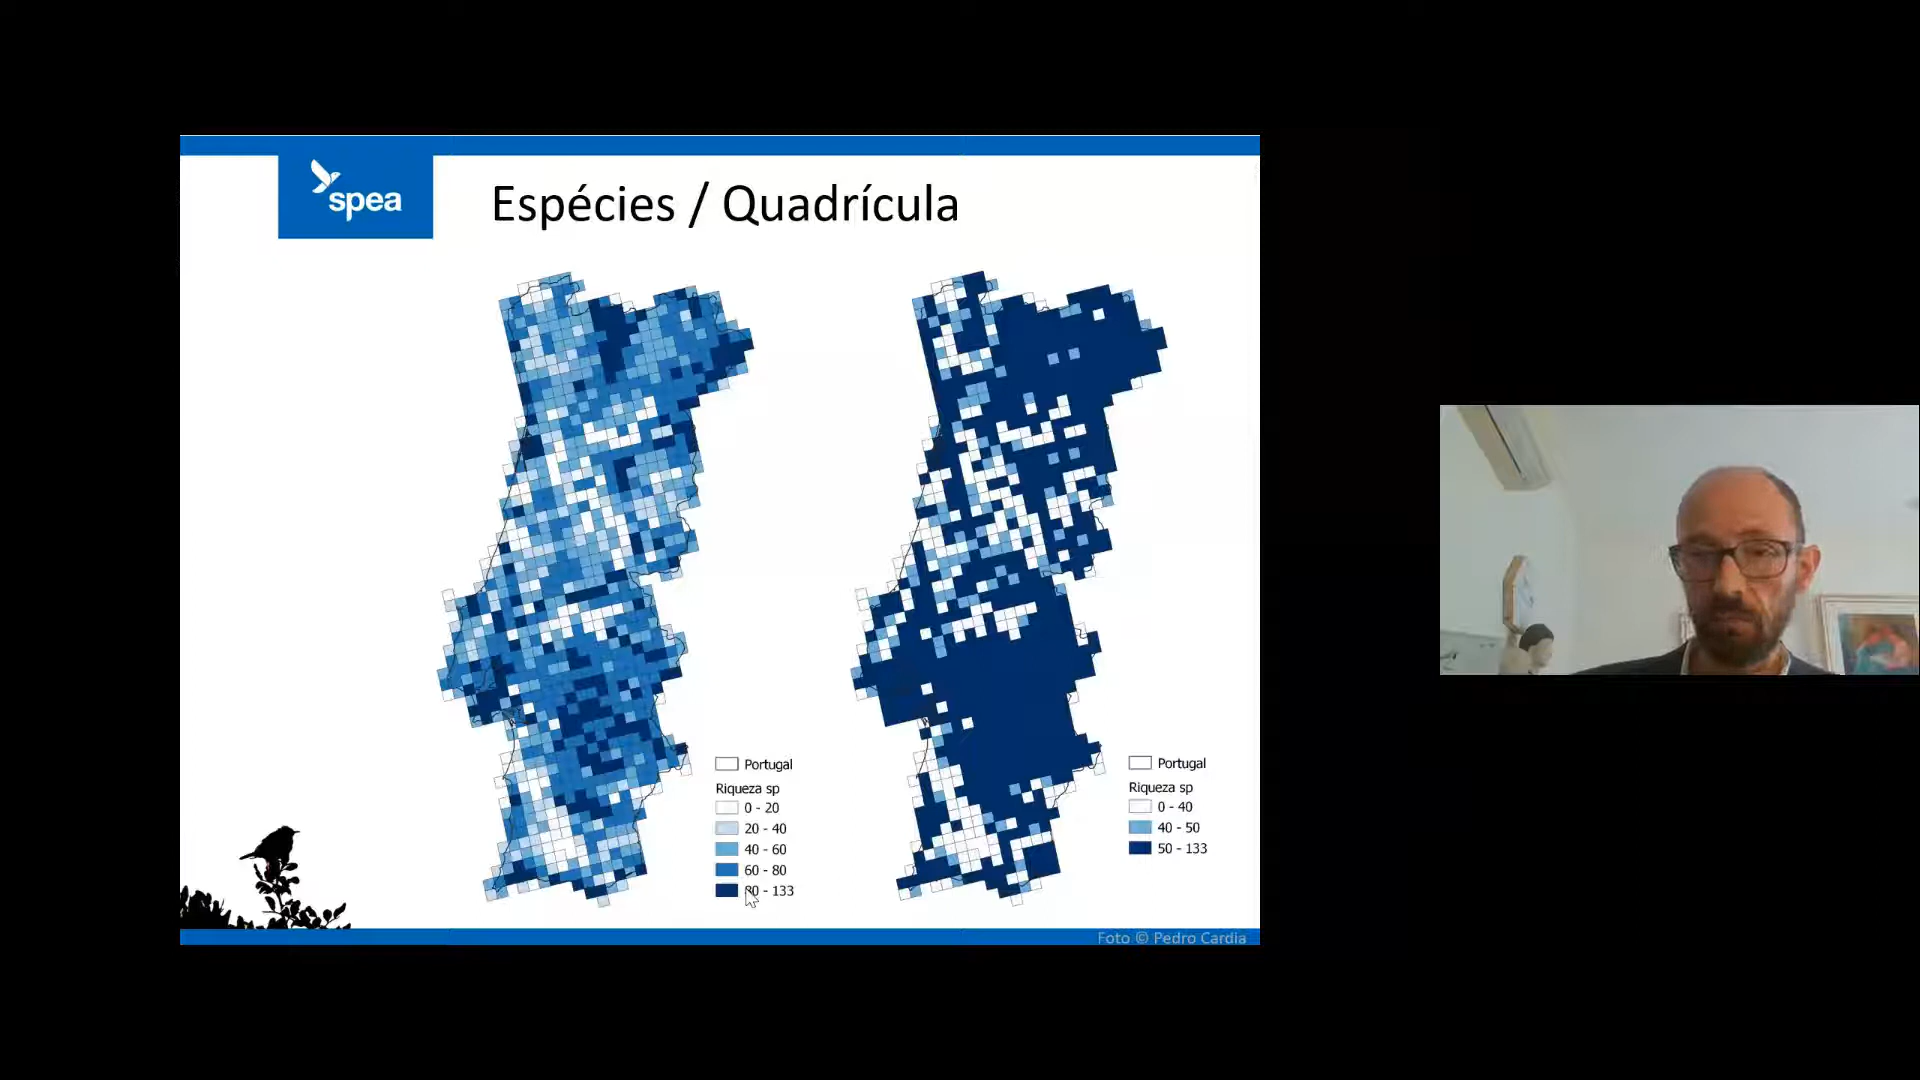 spea
Espécies / Quadrícula
Portugal
Riqueza sp
0 - 20
20 - 40
40 - 60
60 - 80
80 - 133
Portugal
Riqueza sp
0 - 40
40 - 50
50 - 133
Foto © Pedro Cardia